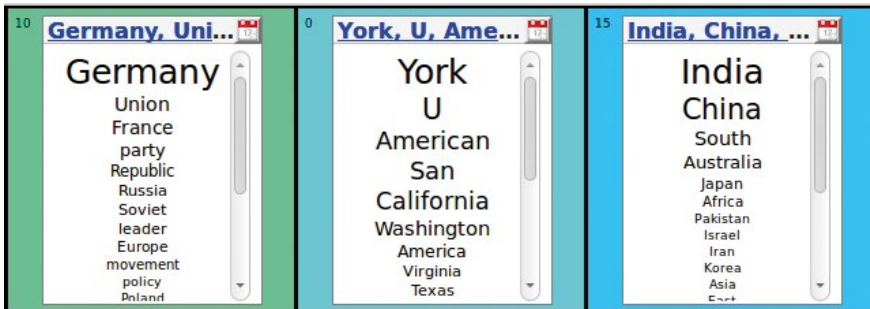 10
Germany, Uni...
Germany
Union
France
party
Republic
Russia
Soviet
leader
Europe
movement
policy
Poland
0
York, U, Ame...
York
U
American
San
California
Washington
America
Virginia
Texas
15
India, China, ...
India
China
South
Australia
Japan
Africa
Pakistan
Israel
Iran
Korea
Asia
East